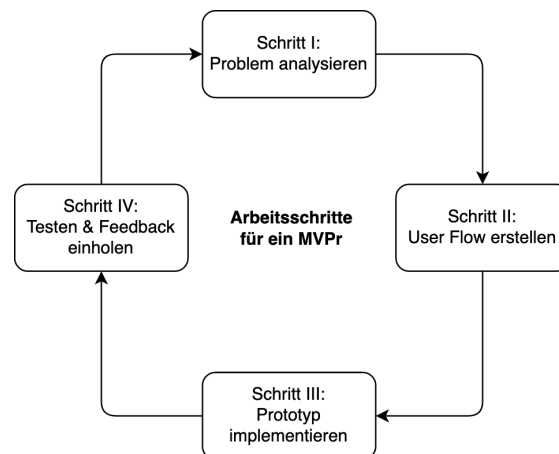 Schritt I:
Problem analysieren
Schritt IV:
Testen & Feedback
einholen
Arbeitsschritte
für ein MVPr
Schritt II:
User Flow erstellen
Schritt III:
Prototyp
implementieren